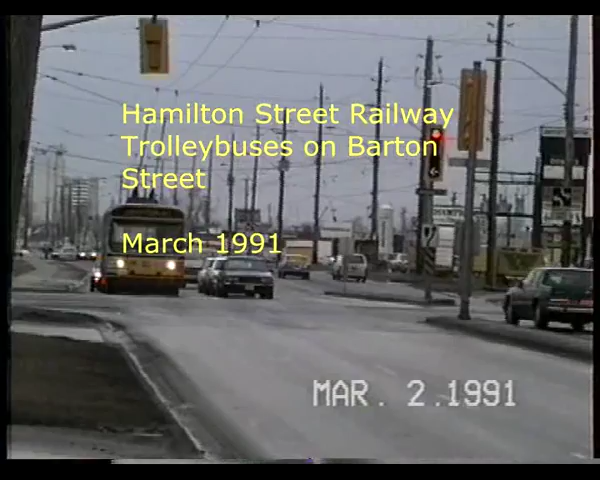 Hamilton Street Railway
Trolleybuses on Barton
Street
March 1991
MAR. 2.1991